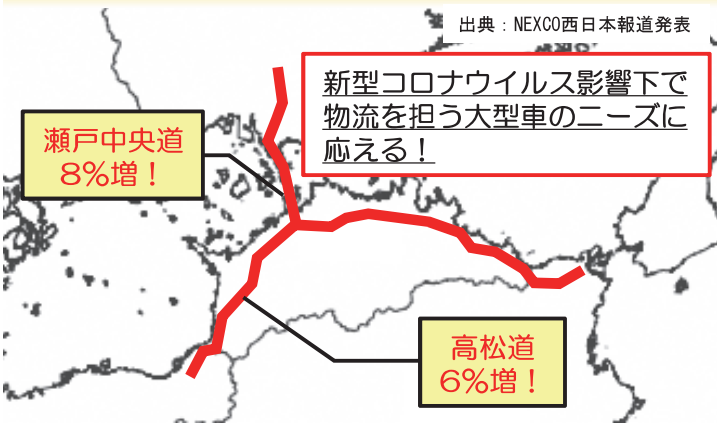 出典：NEXCO西日本報道発表
新型コロナウイルス影響下で
物流を担う大型車のニーズに
応える！
瀬戸中央道
8%増！
高松道
6%増！